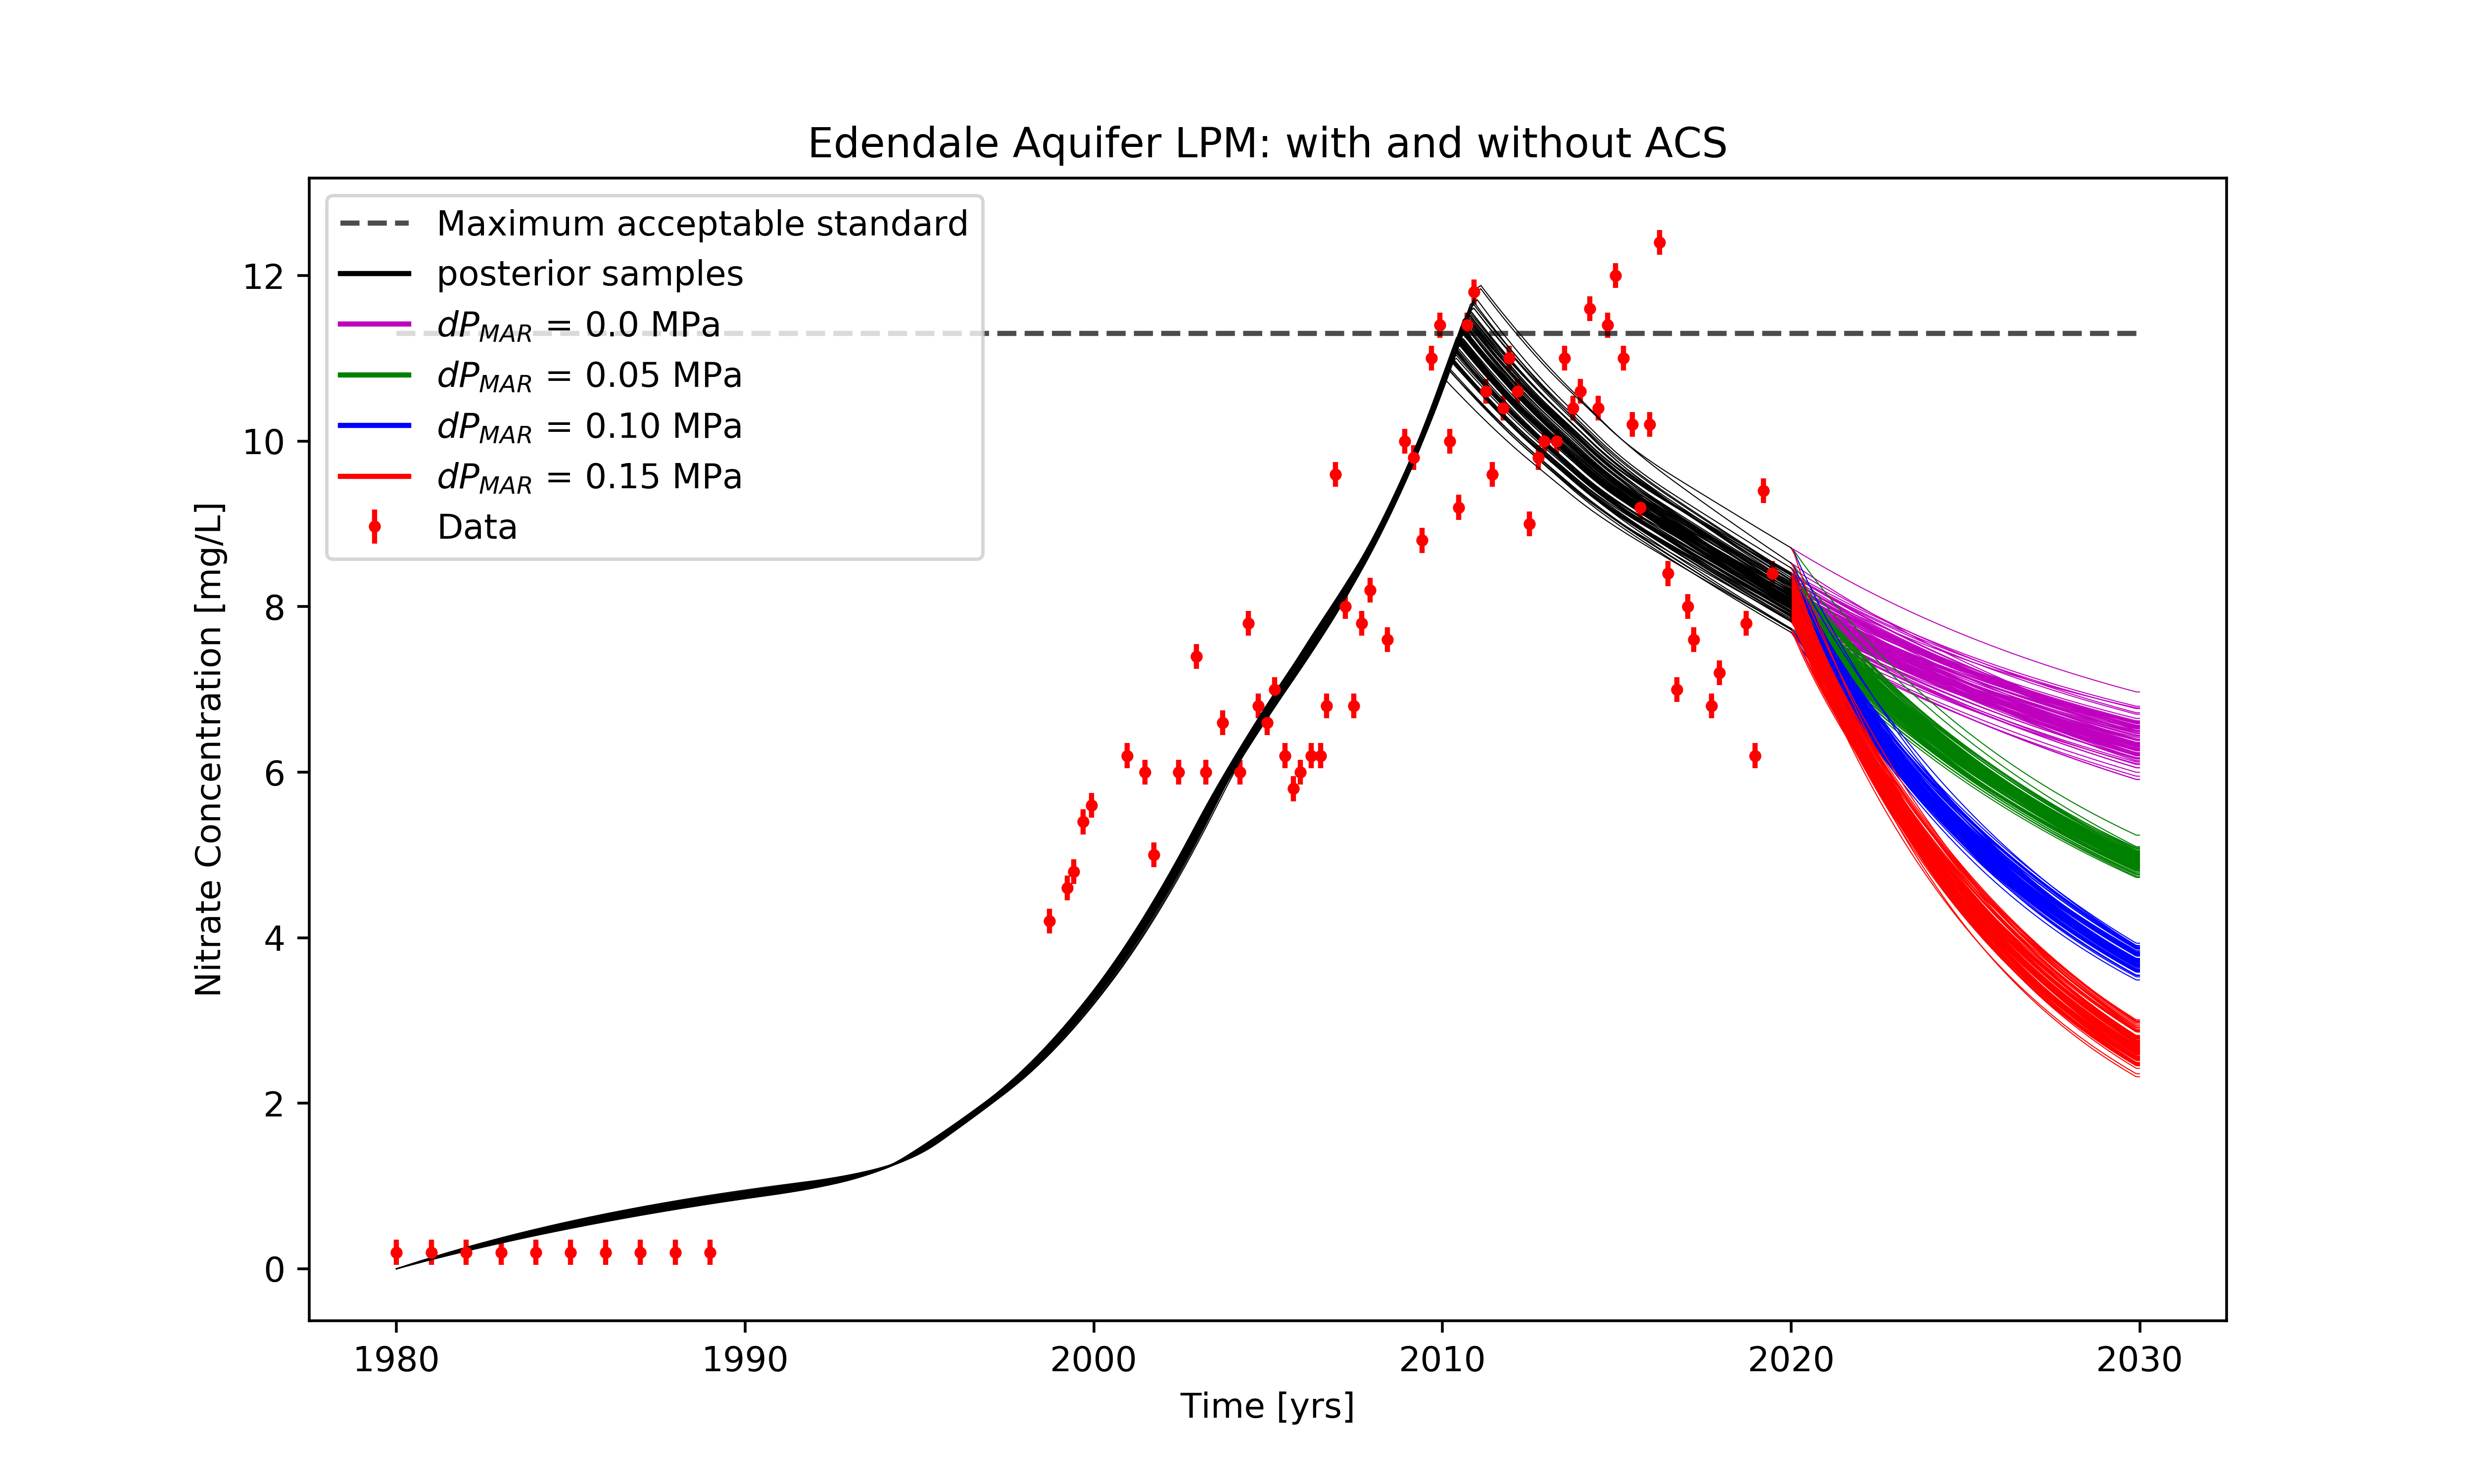 Edendale Aquifer LPM: with and without ACS
Maximum acceptable standard
posterior samples
dP_MAR = 0.0 MPa
dP_MAR = 0.05 MPa
dP_MAR = 0.10 MPa
dP_MAR = 0.15 MPa
Data
Nitrate Concentration [mg/L]
12
10
8
6
4
2
0
1980 1990 2000 2010 2020 2030
Time [yrs]